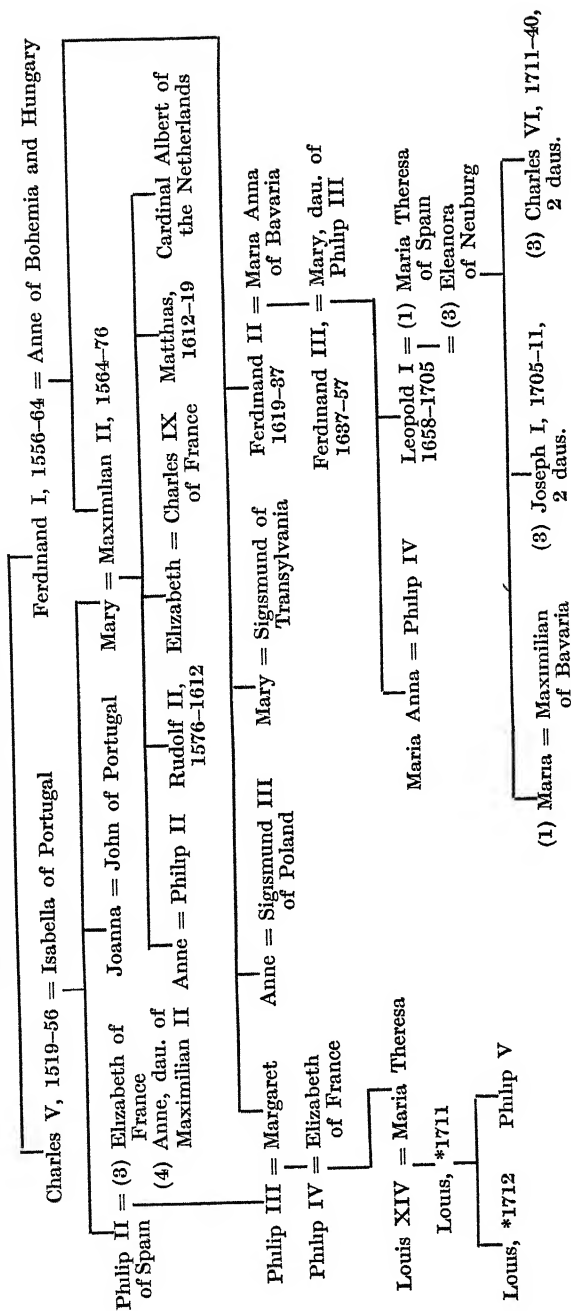 Charles V, 1519–56 = Isabella of Portugal
Ferdinand I, 1556–64 = Anne of Bohemia and Hungary
Philip II = (3) Elizabeth of
of Spain
France
(4) Anne, dau. of
Maximilian II
Joanna = John of Portugal
Mary = Maximilian II, 1564–76
Anne = Philip II
Rudolf II,
1576–1612
Elizabeth = Charles IX
of France
Matthias,
1612–19
Cardinal Albert of
the Netherlands
Philip III = Margaret
Anne = Sigismund III
of Poland
Mary = Sigismund of
Transylvania
Ferdinand II = Maria Anna
1619–37
of Bavaria
Philip IV = Elizabeth
of France
Ferdinand III, = Mary, dau. of
1637–57
Philip III
Louis XIV = Maria Theresa
Maria Anna = Philip IV
Leopold I = (1) Maria Theresa
1658–1705
of Spain
= (3) Eleanora
of Neuburg
Louis, *1711
Louis, *1712
Philip V
(1) Maria = Maximilian
of Bavaria
(3) Joseph I, 1705–11,
2 daus.
(3) Charles VI, 1711–40,
2 daus.